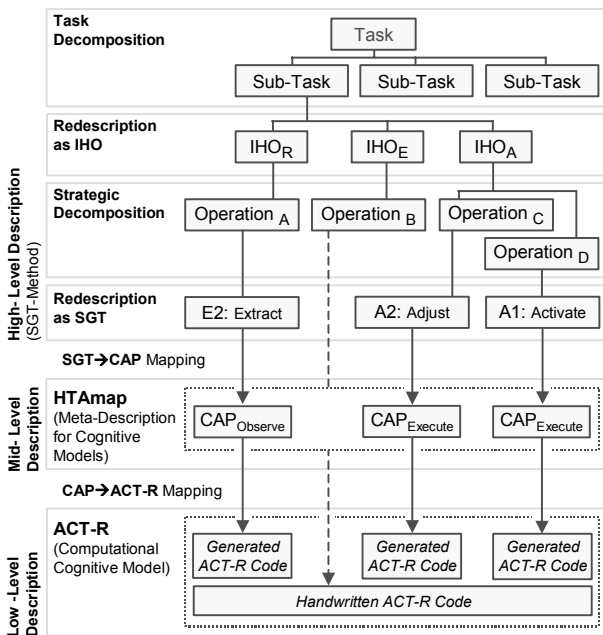 Task
Decomposition
Task
Sub-Task Sub-Task Sub-Task
Redescription
as IHO
IHO_R IHO_E IHO_A
Strategic
Decomposition
Operation A Operation B Operation C
Operation D
Redescription
as SGT
E2: Extract A2: Adjust A1: Activate
High- Level Description
(SGT-Method)
SGT→CAP Mapping
HTAmap
(Meta-Description
for Cognitive
Models)
CAP_Observe CAP_Execute CAP_Execute
Mid- Level
Description
CAP→ACT-R Mapping
ACT-R
(Computational
Cognitive Model)
Generated
ACT-R Code
Generated
ACT-R Code
Generated
ACT-R Code
Handwritten ACT-R Code
Low -Level
Description